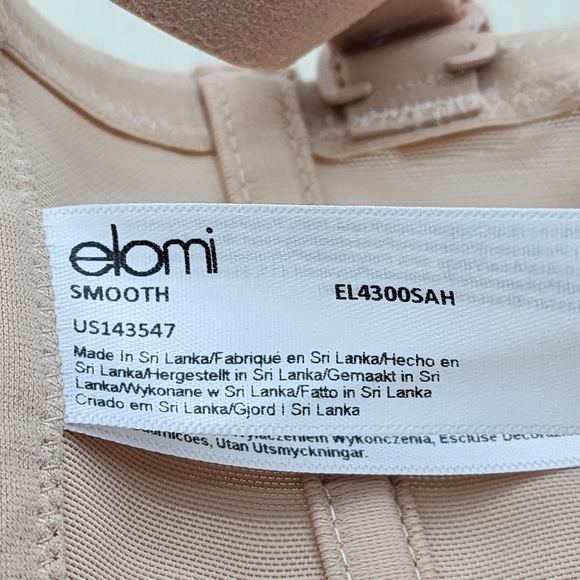 elomi
SMOOTH EL4300SAH
US143547
Made In Sri Lanka/Fabriqué en Sri Lanka/Hecho en
Sri Lanka/Hergestellt in Sri Lanka/Gemaakt in Sri
Lanka/Wykonane w Sri Lanka/Fatto in Sri Lanka
Criado em Sri Lanka/Gjord I Sri Lanka
Wykonczenia, Escluse
Utan Utsmyckningar.